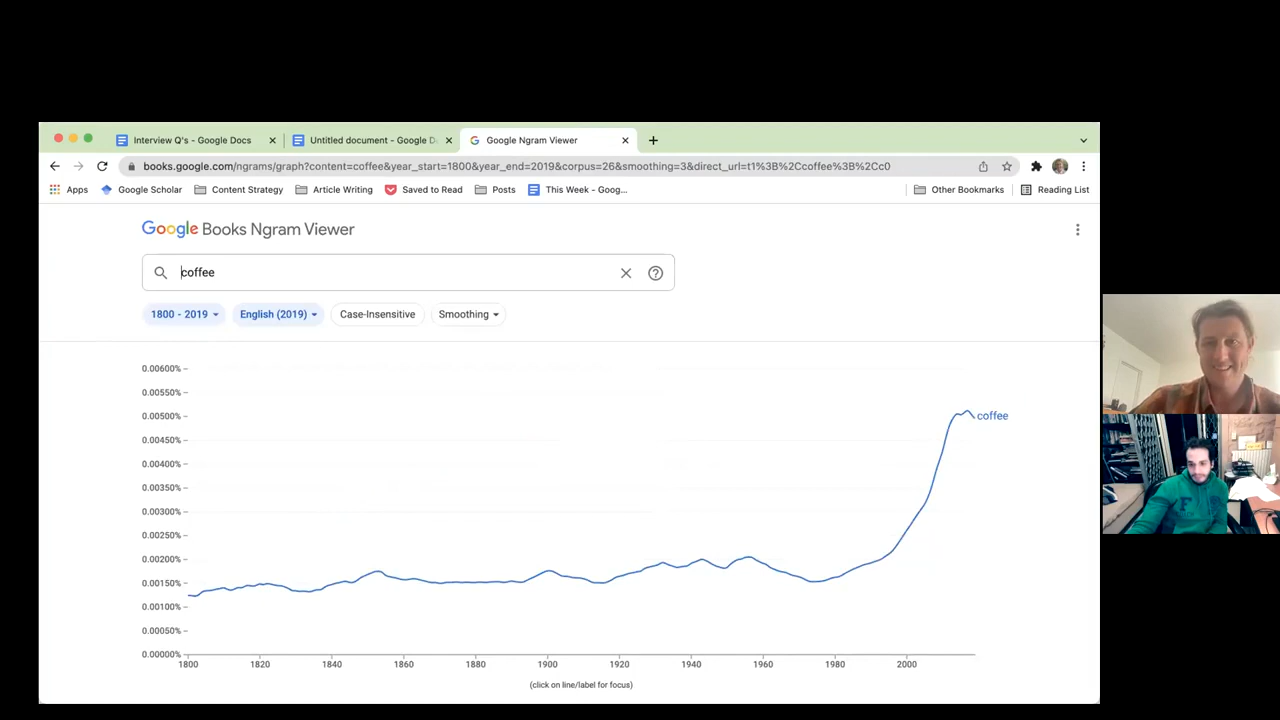 Interview Q's - Google Docs
Untitled document - Google D
Google Ngram Viewer
books.google.com/ngrams/graph?content=coffee&year_start=1800&year_end=2019&corpus=26&smoothing=3&direct_url=t1%3B%2Ccoffee%3B%2Cc0
Apps Google Scholar Content Strategy Article Writing Saved to Read Posts This Week - Goog... Other Bookmarks Reading List
Google Books Ngram Viewer
coffee
1800 - 2019 English (2019) Case-Insensitive Smoothing
0.00600%
0.00550%
0.00500%
0.00450%
0.00400%
0.00350%
0.00300%
0.00250%
0.00200%
0.00150%
0.00100%
0.00050%
0.00000%
coffee
1800 1820 1840 1860 1880 1900 1920 1940 1960 1980 2000
(click on line/label for focus)